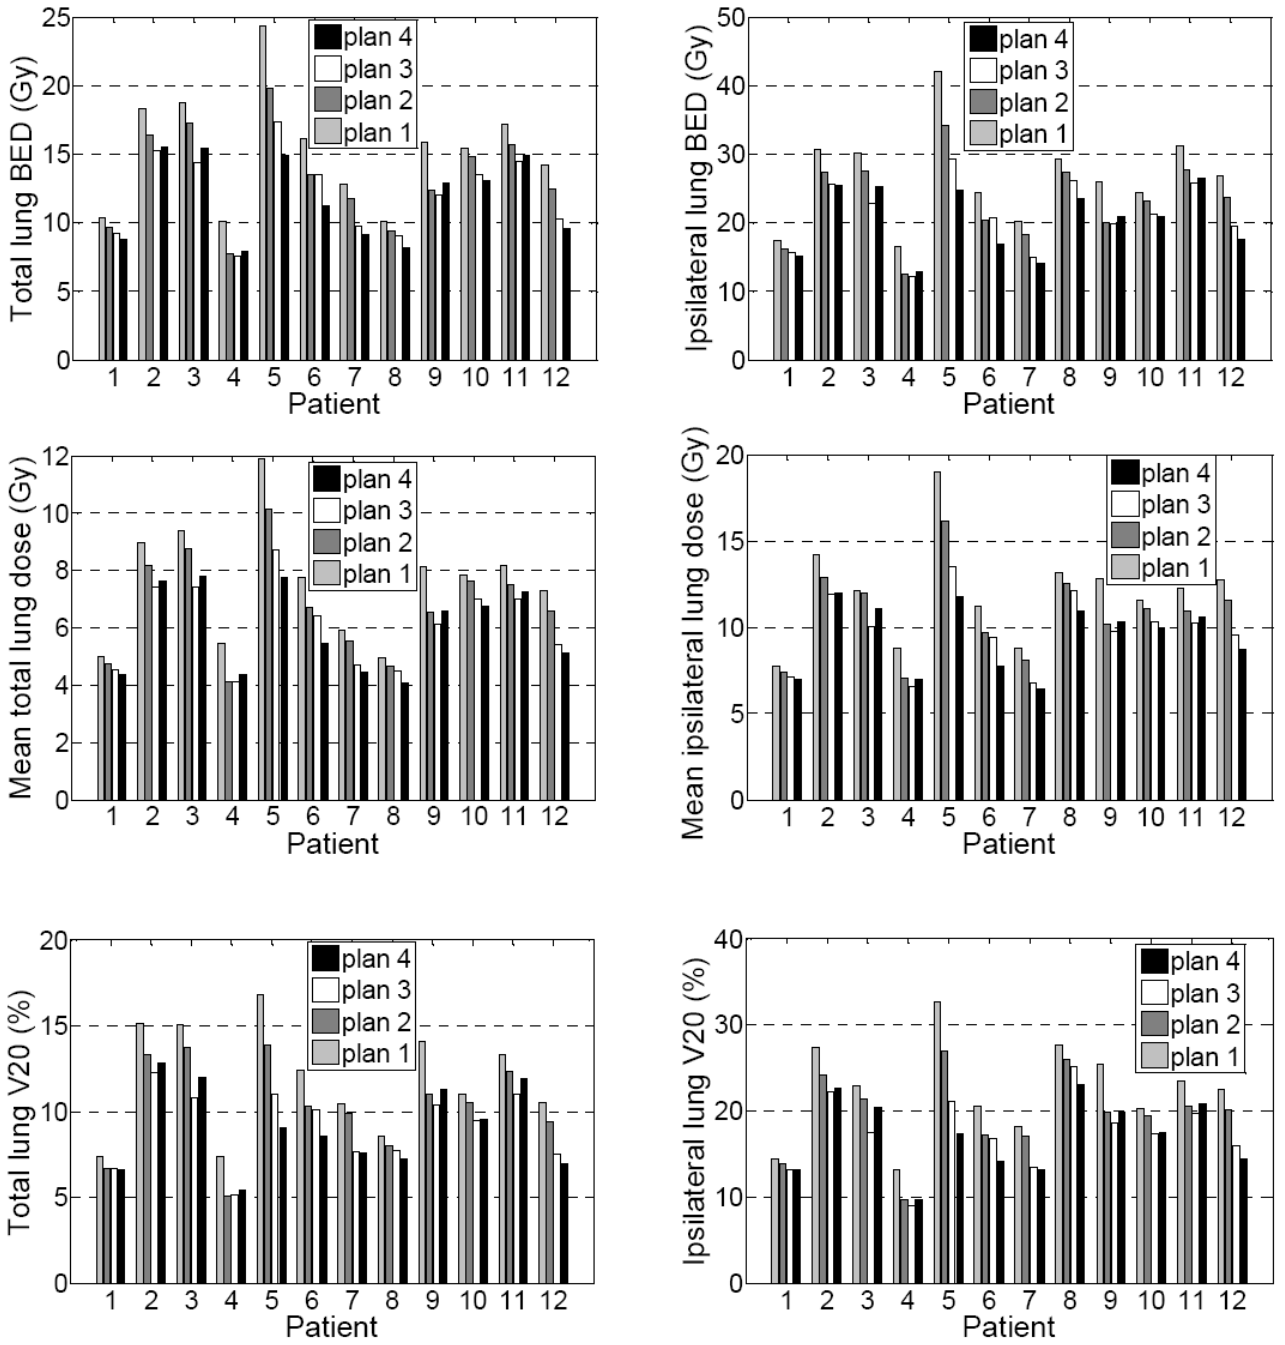 Total lung BED (Gy)
25
20
15
10
5
0
plan 4
plan 3
plan 2
plan 1
1 2 3 4 5 6 7 8 9 10 11 12
Patient
Ipsilateral lung BED (Gy)
50
40
30
20
10
0
plan 4
plan 3
plan 2
plan 1
1 2 3 4 5 6 7 8 9 10 11 12
Patient
Mean total lung dose (Gy)
12
10
8
6
4
2
0
plan 4
plan 3
plan 2
plan 1
1 2 3 4 5 6 7 8 9 10 11 12
Patient
Mean ipsilateral lung dose (Gy)
20
15
10
5
0
plan 4
plan 3
plan 2
plan 1
1 2 3 4 5 6 7 8 9 10 11 12
Patient
Total lung V20 (%)
20
15
10
5
0
plan 4
plan 3
plan 2
plan 1
1 2 3 4 5 6 7 8 9 10 11 12
Patient
Ipsilateral lung V20 (%)
40
30
20
10
0
plan 4
plan 3
plan 2
plan 1
1 2 3 4 5 6 7 8 9 10 11 12
Patient